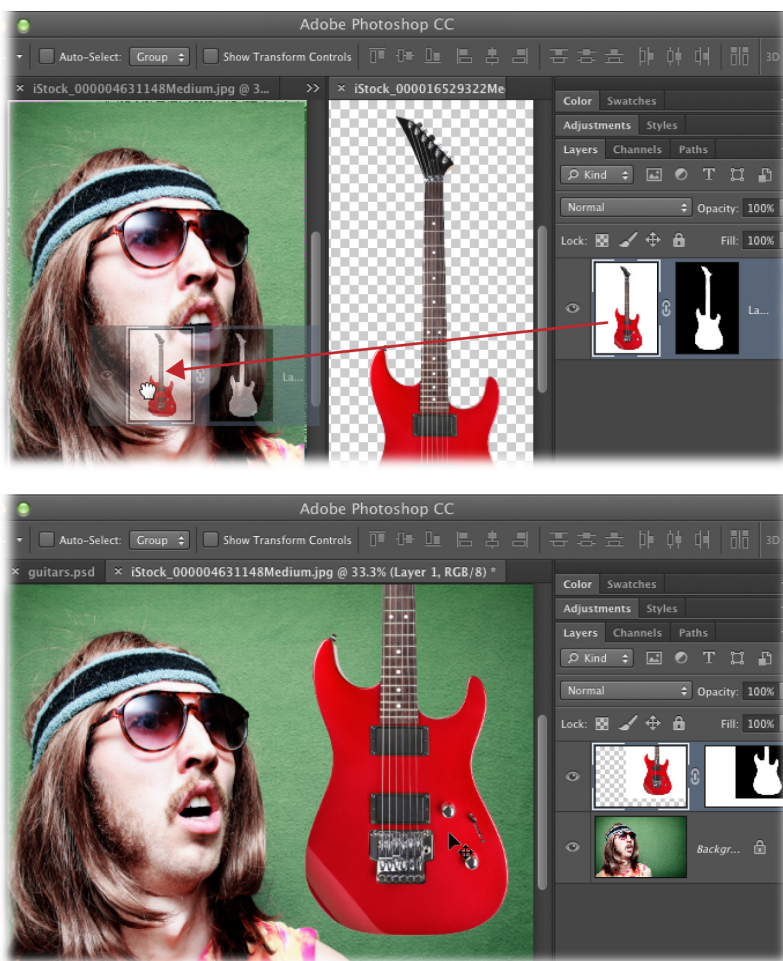 Adobe Photoshop CC
Auto-Select: Group Show Transform Controls 3D
× iStock_000004631148Medium.jpg @ 3... >> × iStock_000016529322Me
Color Swatches
Adjustments Styles
Layers Channels Paths
Kind T
Normal Opacity: 100%
Lock: Fill: 100%
La...
La...
Adobe Photoshop CC
Auto-Select: Group Show Transform Controls 3D
× guitars.psd × iStock_000004631148Medium.jpg @ 33.3% (Layer 1, RGB/8) *
Color Swatches
Adjustments Styles
Layers Channels Paths
Kind T
Normal Opacity: 100%
Lock: Fill: 100%
Backgr...